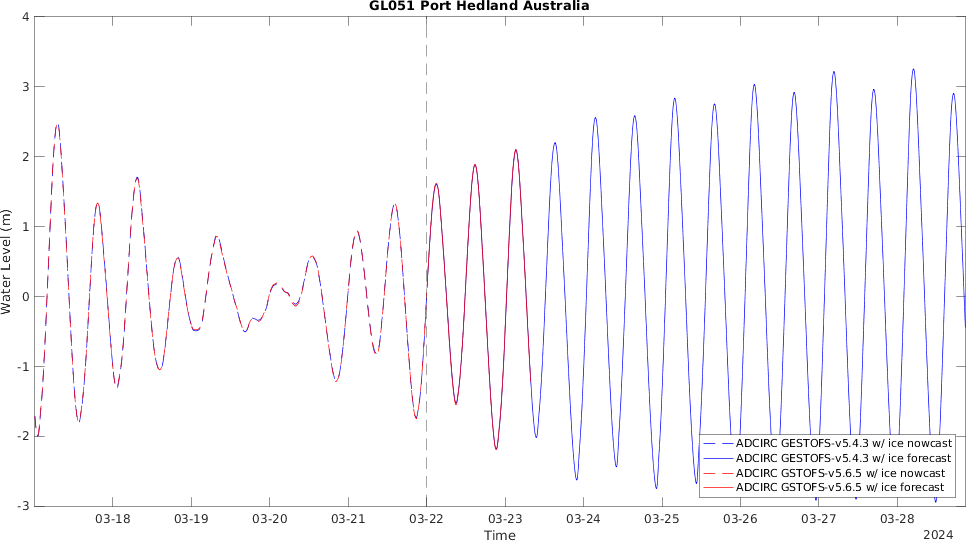 GL051 Port Hedland Australia
Water Level (m)
4
3
2
1
0
-1
-2
-3
03-18 03-19 03-20 03-21 03-22 03-23 03-24 03-25 03-26 03-27 03-28
Time
2024
ADCIRC GESTOFS-v5.4.3 w/ ice nowcast
ADCIRC GESTOFS-v5.4.3 w/ ice forecast
ADCIRC GSTOFS-v5.6.5 w/ ice nowcast
ADCIRC GSTOFS-v5.6.5 w/ ice forecast